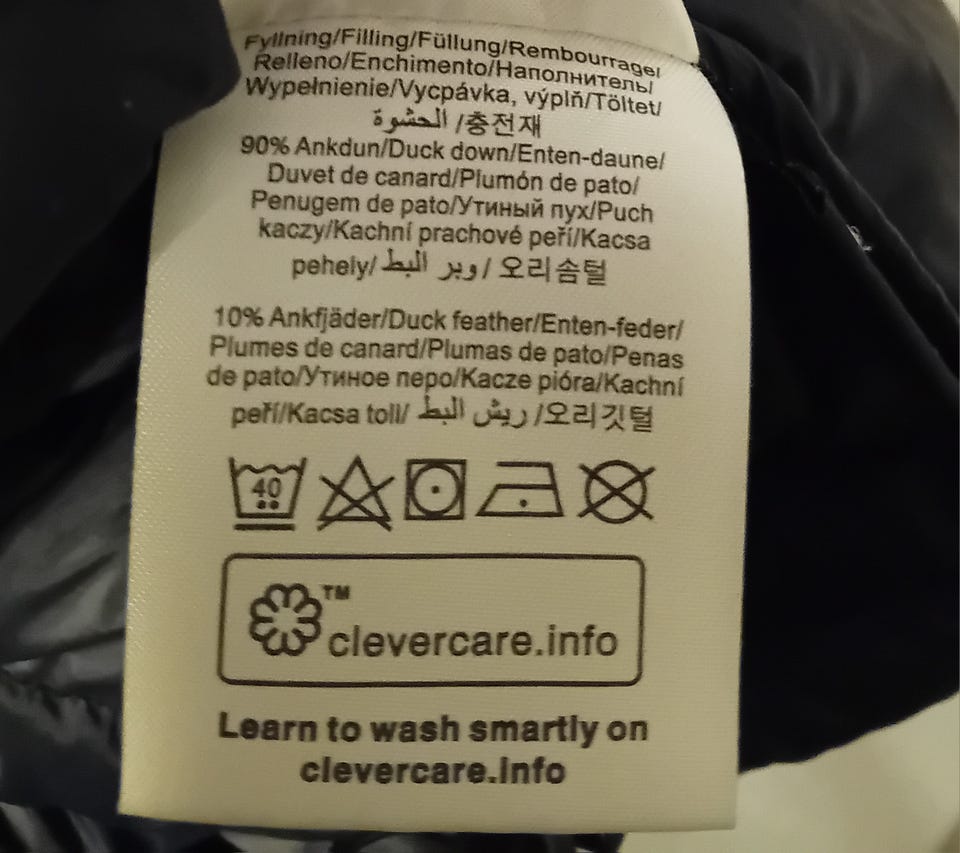 Fyllning/Filling/Füllung/Rembourrage/
Relleno/Enchimento/Наполнитель/
Wypełnienie/Vycpávka, výplň/Töltet/
الحشوة /충전재
90% Ankdun/Duck down/Enten-daune/
Duvet de canard/Plumón de pato/
Penugem de pato/Утиный пух/Puch
kaczy/Kachní prachové peří/Kacsa
pehely/وبر البط / 오리솜털
10% Ankfjäder/Duck feather/Enten-feder/
Plumes de canard/Plumas de pato/Penas
de pato/Утиное перо/Kacze pióra/Kachní
peří/Kacsa toll/ ريش البط /오리깃털
40
TM
clevercare.info
Learn to wash smartly on
clevercare.info